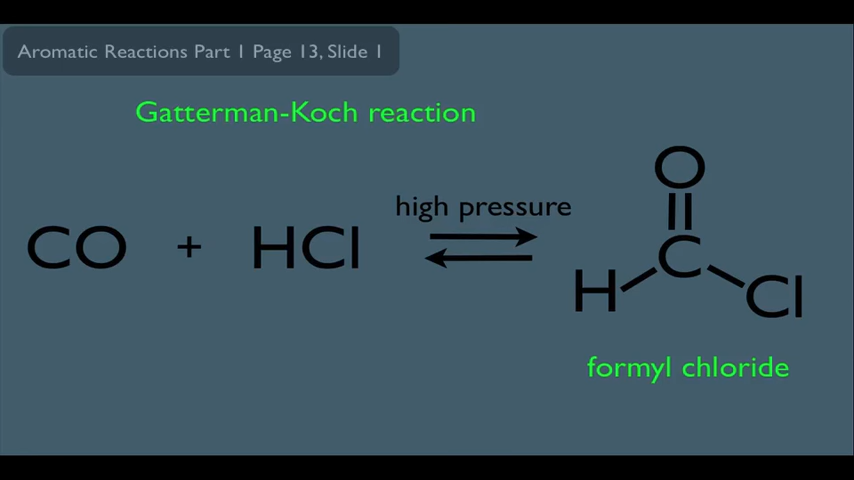 Aromatic Reactions Part 1 Page 13, Slide 1
Gatterman-Koch reaction
CO + HCl
high pressure
O
C
H
Cl
formyl chloride